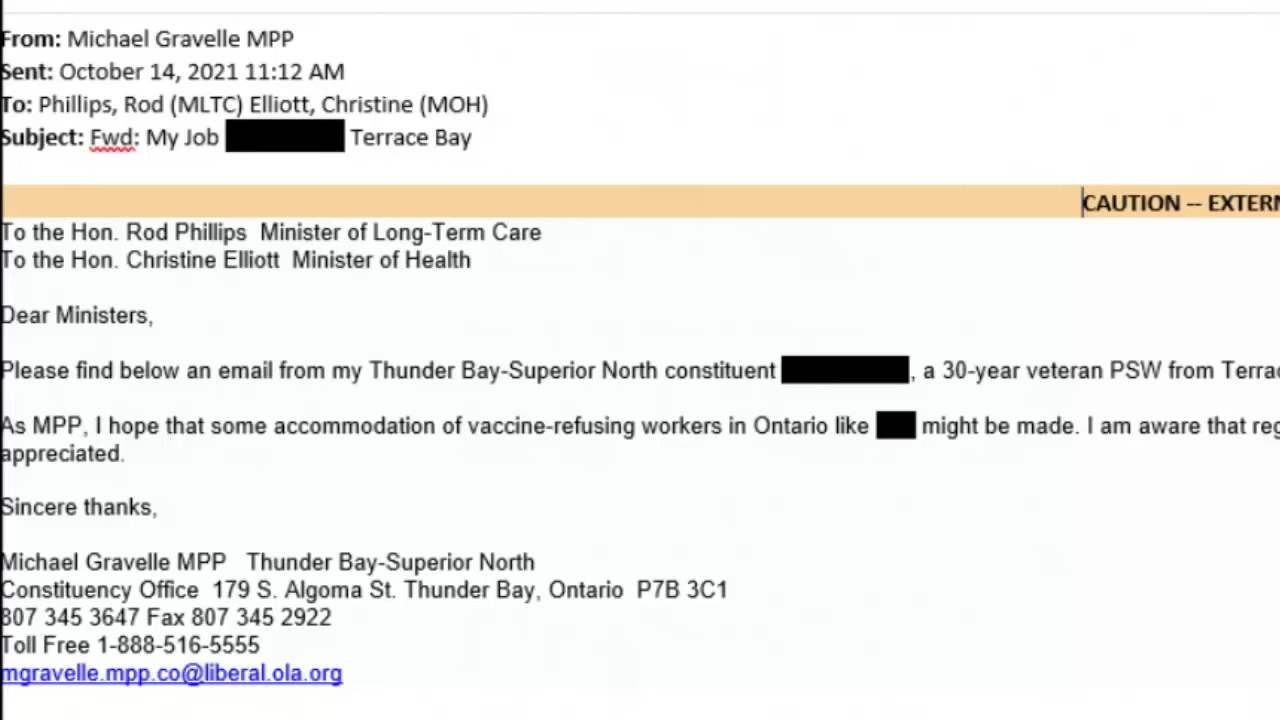 From: Michael Gravelle MPP
Sent: October 14, 2021 11:12 AM
To: Phillips, Rod (MLTC) Elliott, Christine (MOH)
Subject: Fwd: My Job Terrace Bay
CAUTION -- EXTERN
To the Hon. Rod Phillips Minister of Long-Term Care
To the Hon. Christine Elliott Minister of Health
Dear Ministers,
Please find below an email from my Thunder Bay-Superior North constituent , a 30-year veteran PSW from Terrac
As MPP, I hope that some accommodation of vaccine-refusing workers in Ontario like might be made. I am aware that reg
appreciated.
Sincere thanks,
Michael Gravelle MPP Thunder Bay-Superior North
Constituency Office 179 S. Algoma St. Thunder Bay, Ontario P7B 3C1
807 345 3647 Fax 807 345 2922
Toll Free 1-888-516-5555
mgravelle.mpp.co@liberal.ola.org